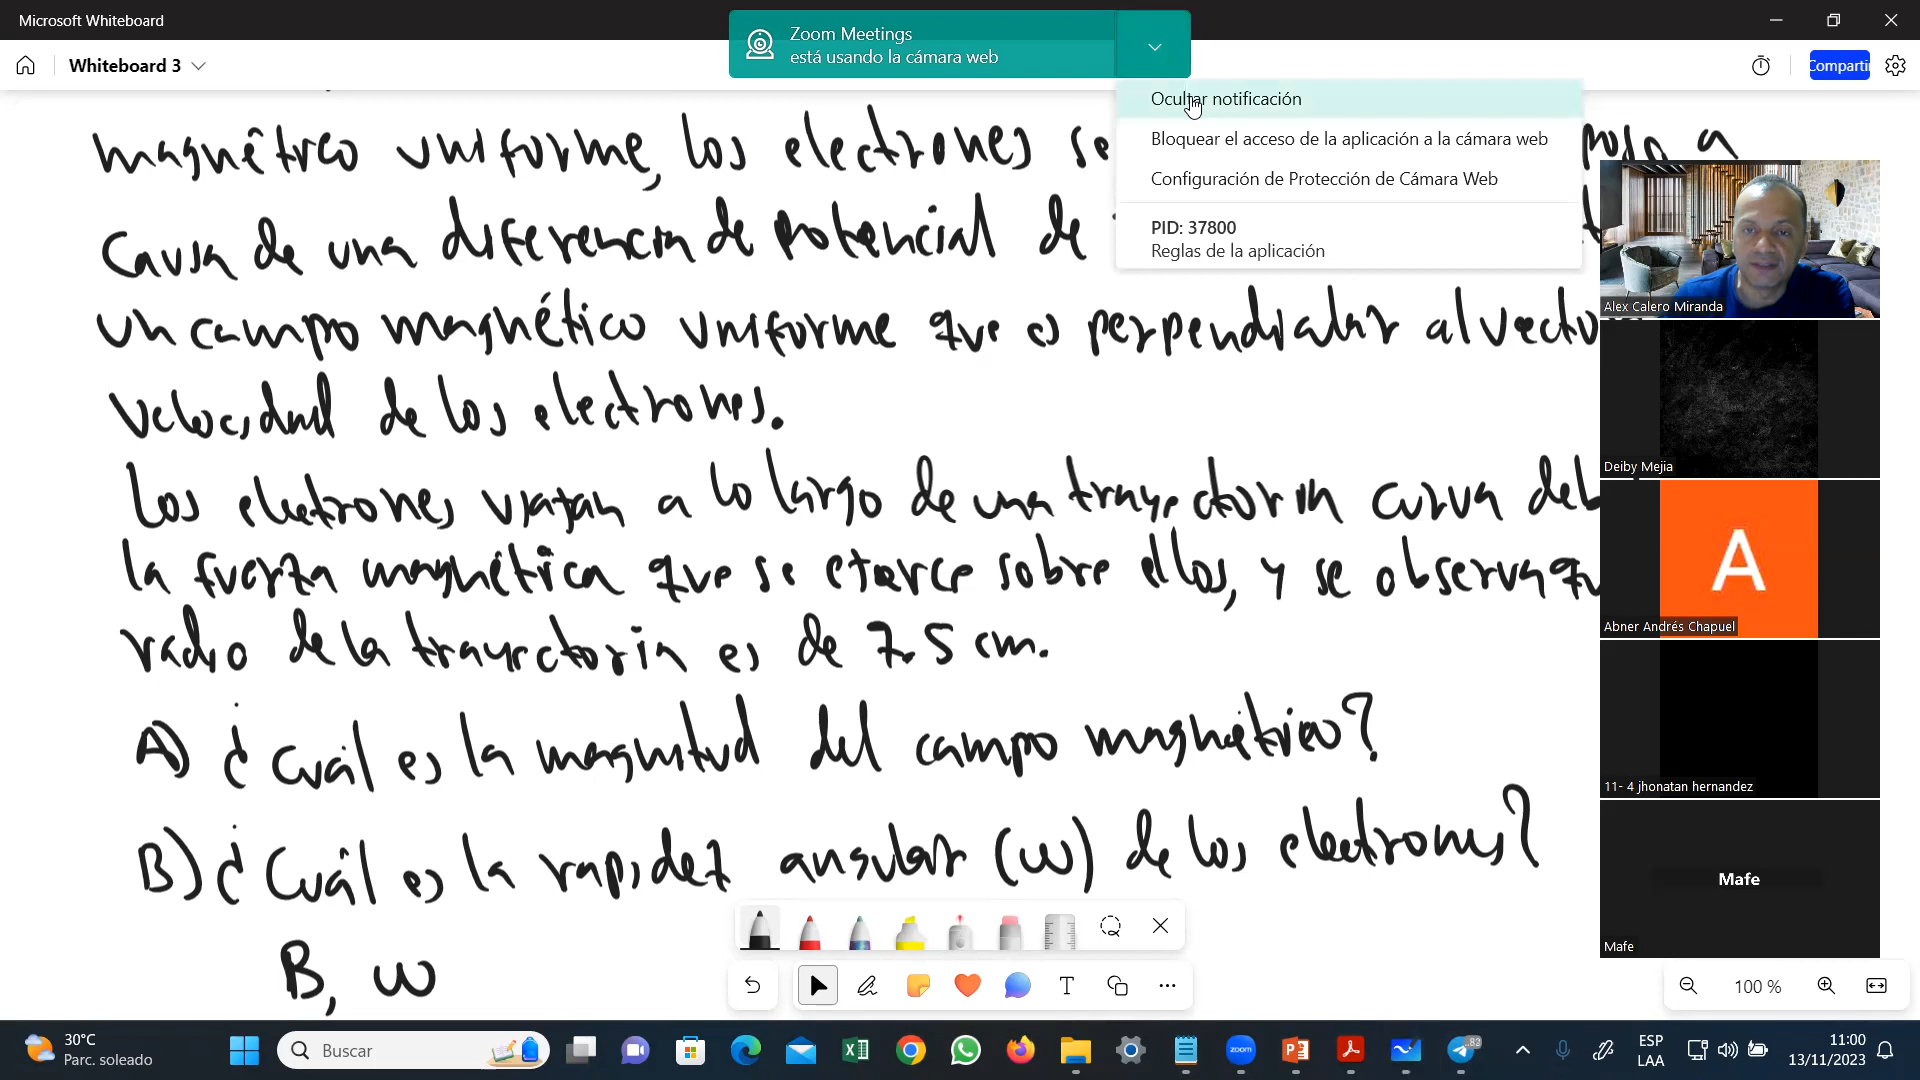 Microsoft Whiteboard
Zoom Meetings
está usando la cámara web
Whiteboard 3
Compartir
Ocultar notificación
Bloquear el acceso de la aplicación a la cámara web
Configuración de Protección de Cámara Web
PID: 37800
Reglas de la aplicación
magnético uniforme, los electrones se a
causa de una diferencia de potencial de
un campo magnético uniforme que es perpendicular al vector
velocidad de los electrones.
Los electrones viajan a lo largo de una trayectoria curva deb
la fuerza magnética que se ejerce sobre ellos, y se observa qu
radio de la trayectoria es de 7.5 cm.
A) ¿Cuál es la magnitud del campo magnético?
B) ¿Cuál es la rapidez angular (ω) de los electrones?
B, ω
Alex Calero Miranda
Deiby Mejia
A
Abner Andrés Chapuel
11- 4 jhonatan hernandez
Mafe
Mafe
100 %
30°C
Parc. soleado
Buscar
zoom
82
ESP
LAA
11:00
13/11/2023